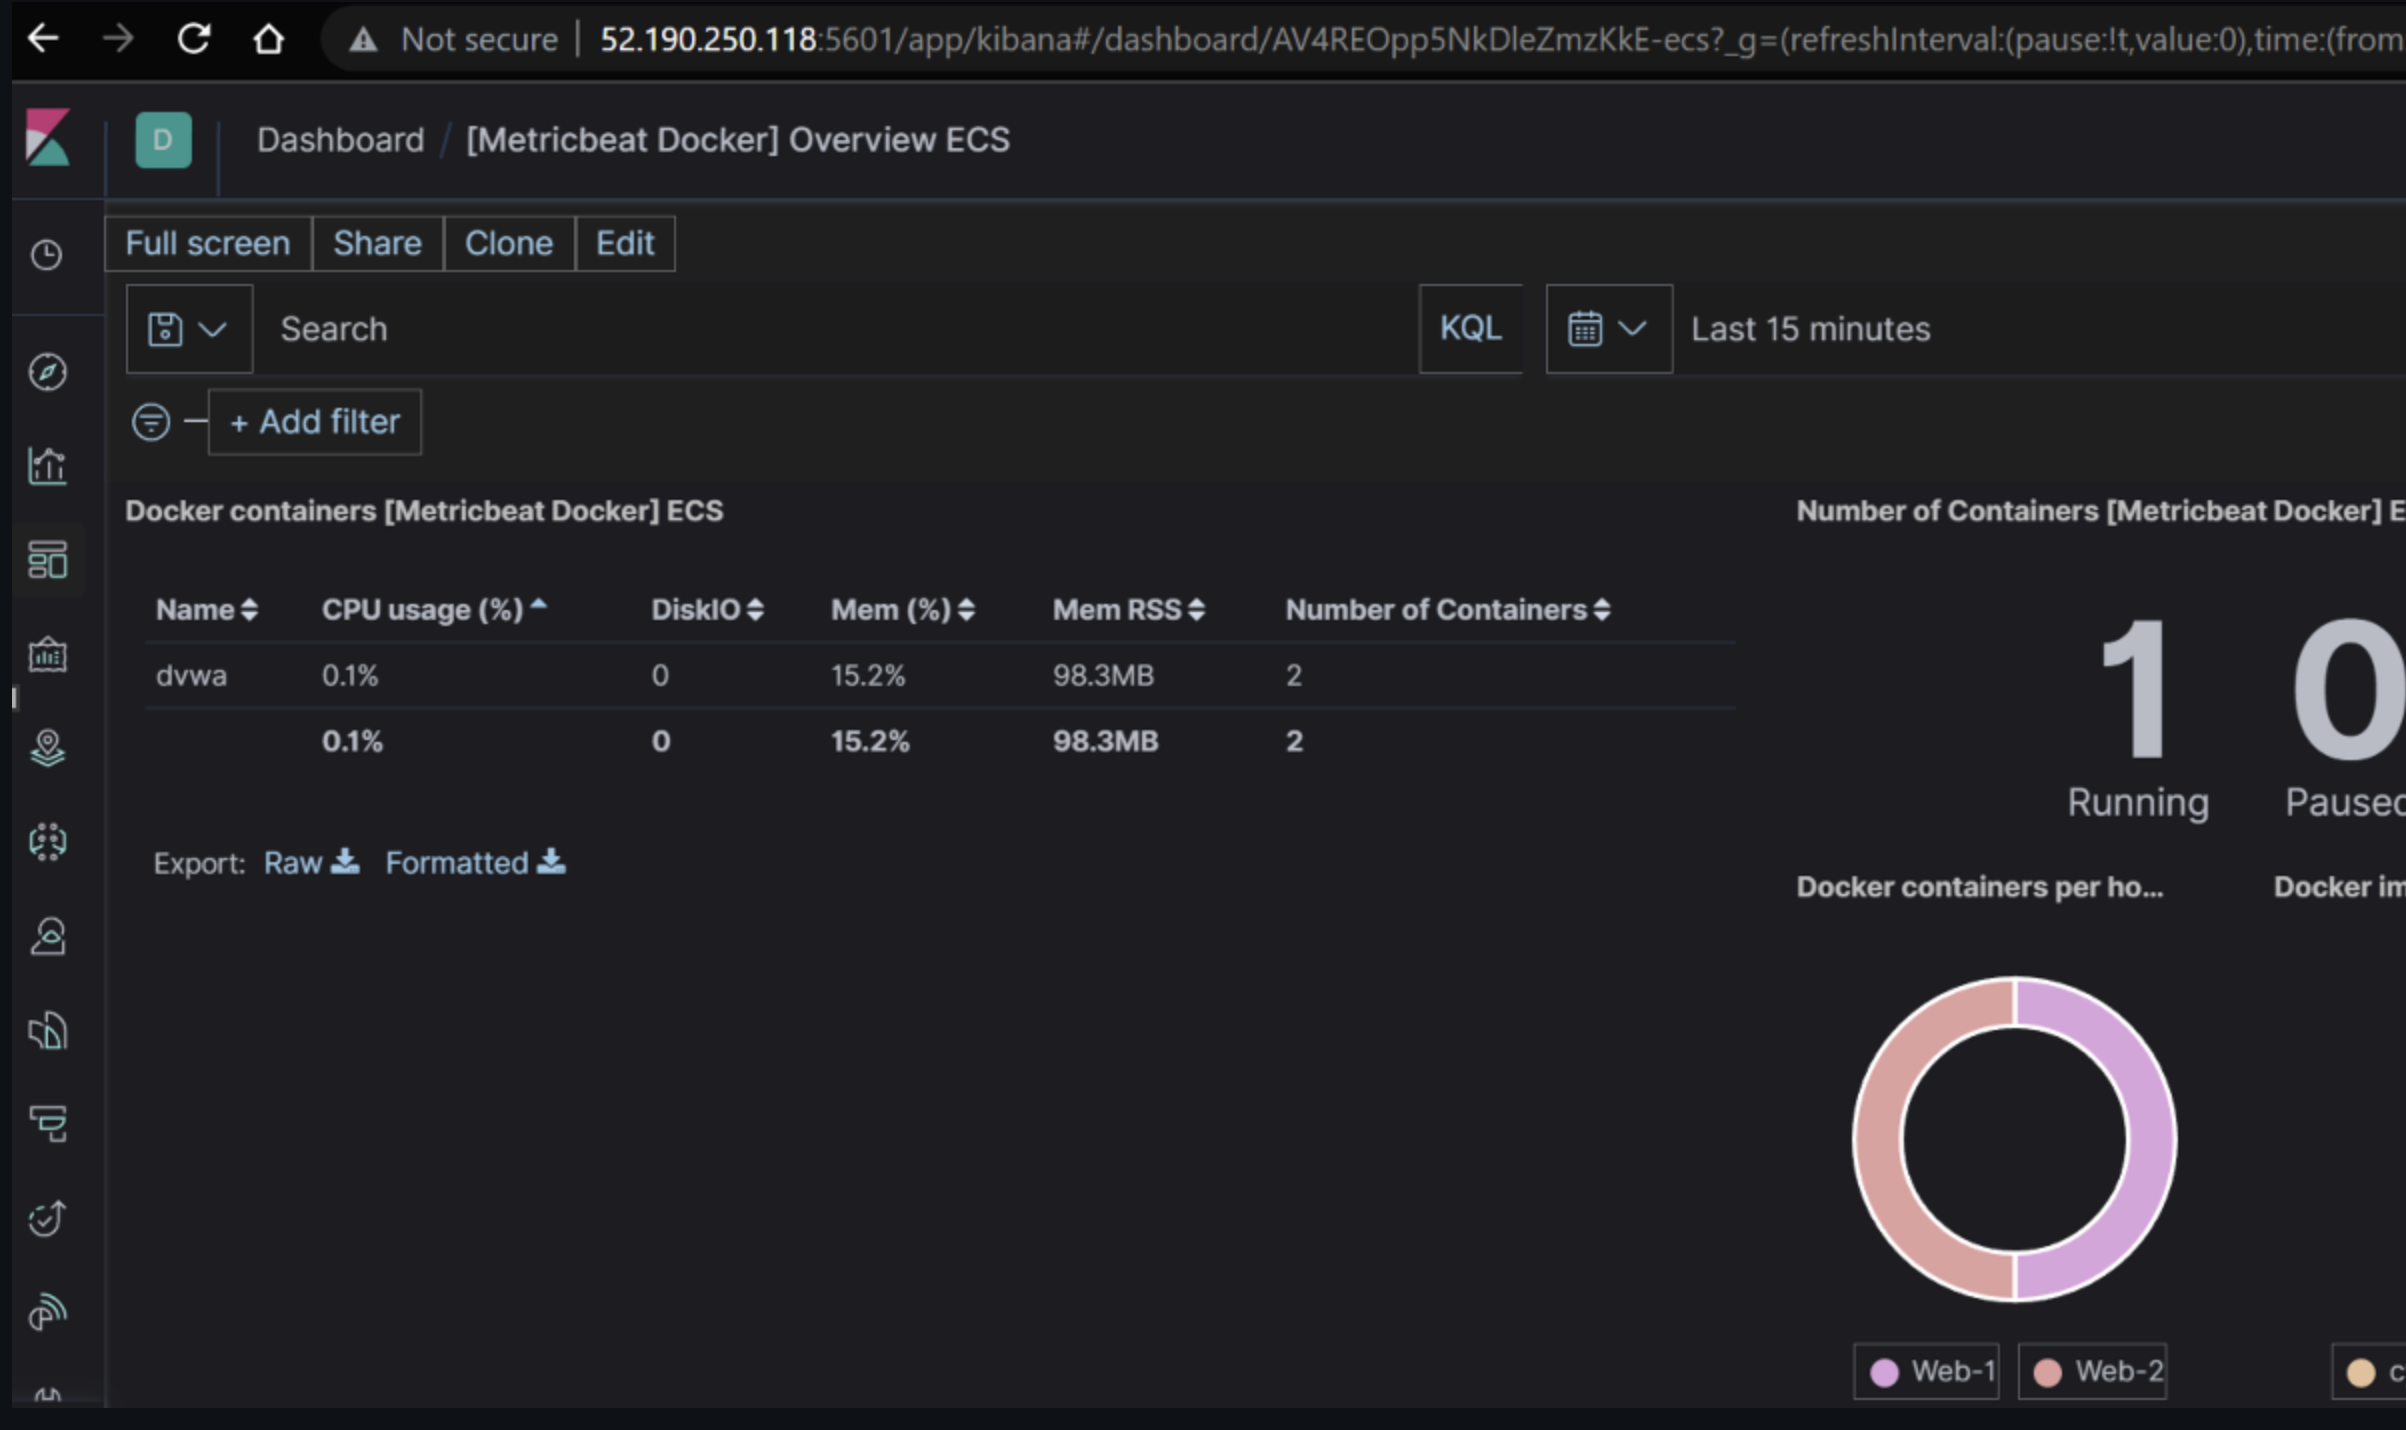 Not secure | 52.190.250.118:5601/app/kibana#/dashboard/AV4REOpp5NkDleZmzKkE-ecs?_g=(refreshInterval:(pause:!t,value:0),time:(from
D Dashboard / [Metricbeat Docker] Overview ECS
Full screen Share Clone Edit
Search KQL Last 15 minutes
+ Add filter
Docker containers [Metricbeat Docker] ECS
Name CPU usage (%) DiskIO Mem (%) Mem RSS Number of Containers
dvwa 0.1% 0 15.2% 98.3MB 2
0.1% 0 15.2% 98.3MB 2
Export: Raw Formatted
Number of Containers [Metricbeat Docker] E
1 0
Running Paused
Docker containers per ho... Docker im
Web-1 Web-2 c